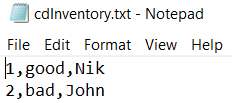 cdInventory.txt - Notepad
File Edit Format View Help
1,good,Nik
2,bad,John